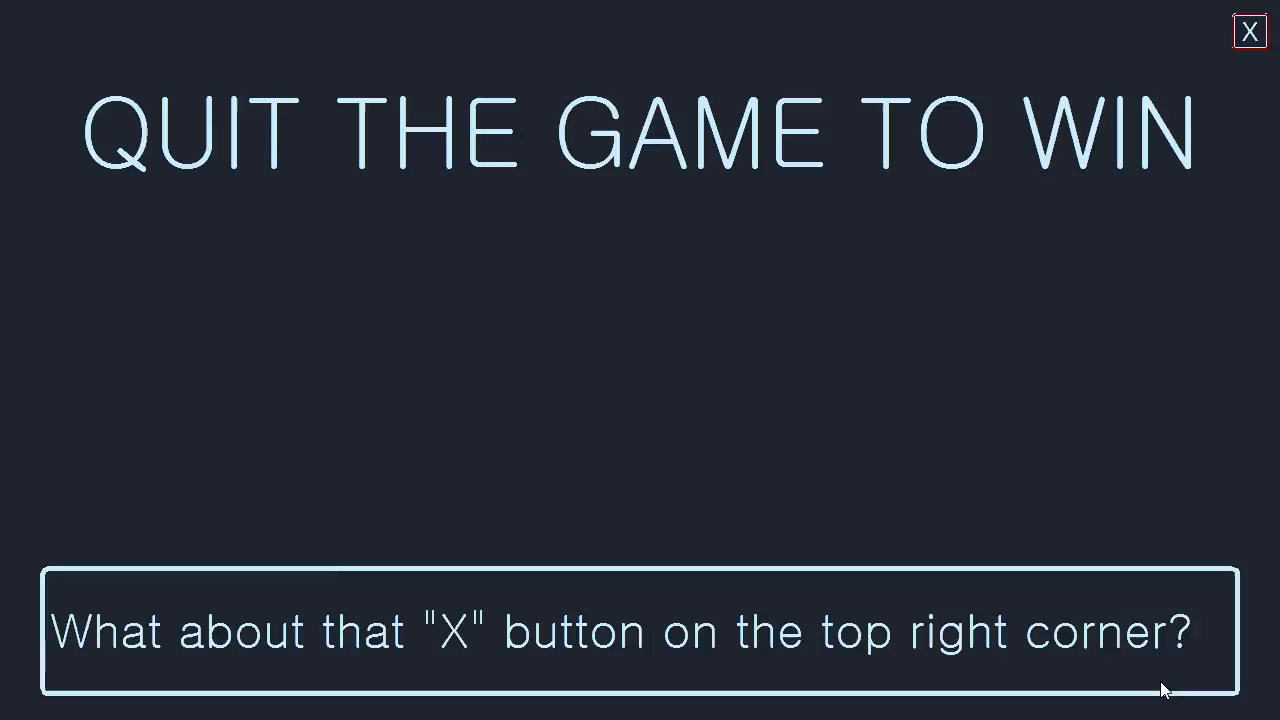 X
QUIT THE GAME TO WIN
What about that "X" button on the top right corner?